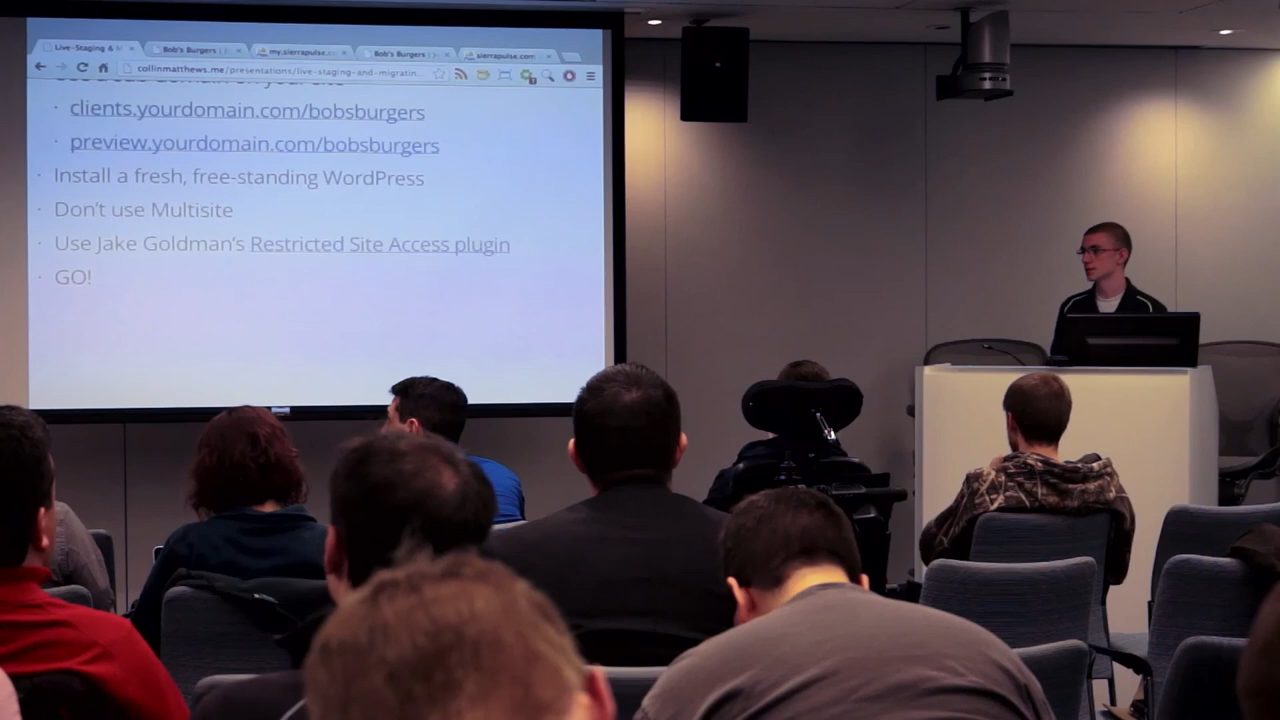 Live-Staging & M
Bob's Burgers |
my.sierrapulse.c
Bob's Burgers |
sierrapulse.com
collinmatthews.me/presentations/live-staging-and-migratin...
clients.yourdomain.com/bobsburgers
preview.yourdomain.com/bobsburgers
Install a fresh, free-standing WordPress
Don't use Multisite
Use Jake Goldman's Restricted Site Access plugin
GO!